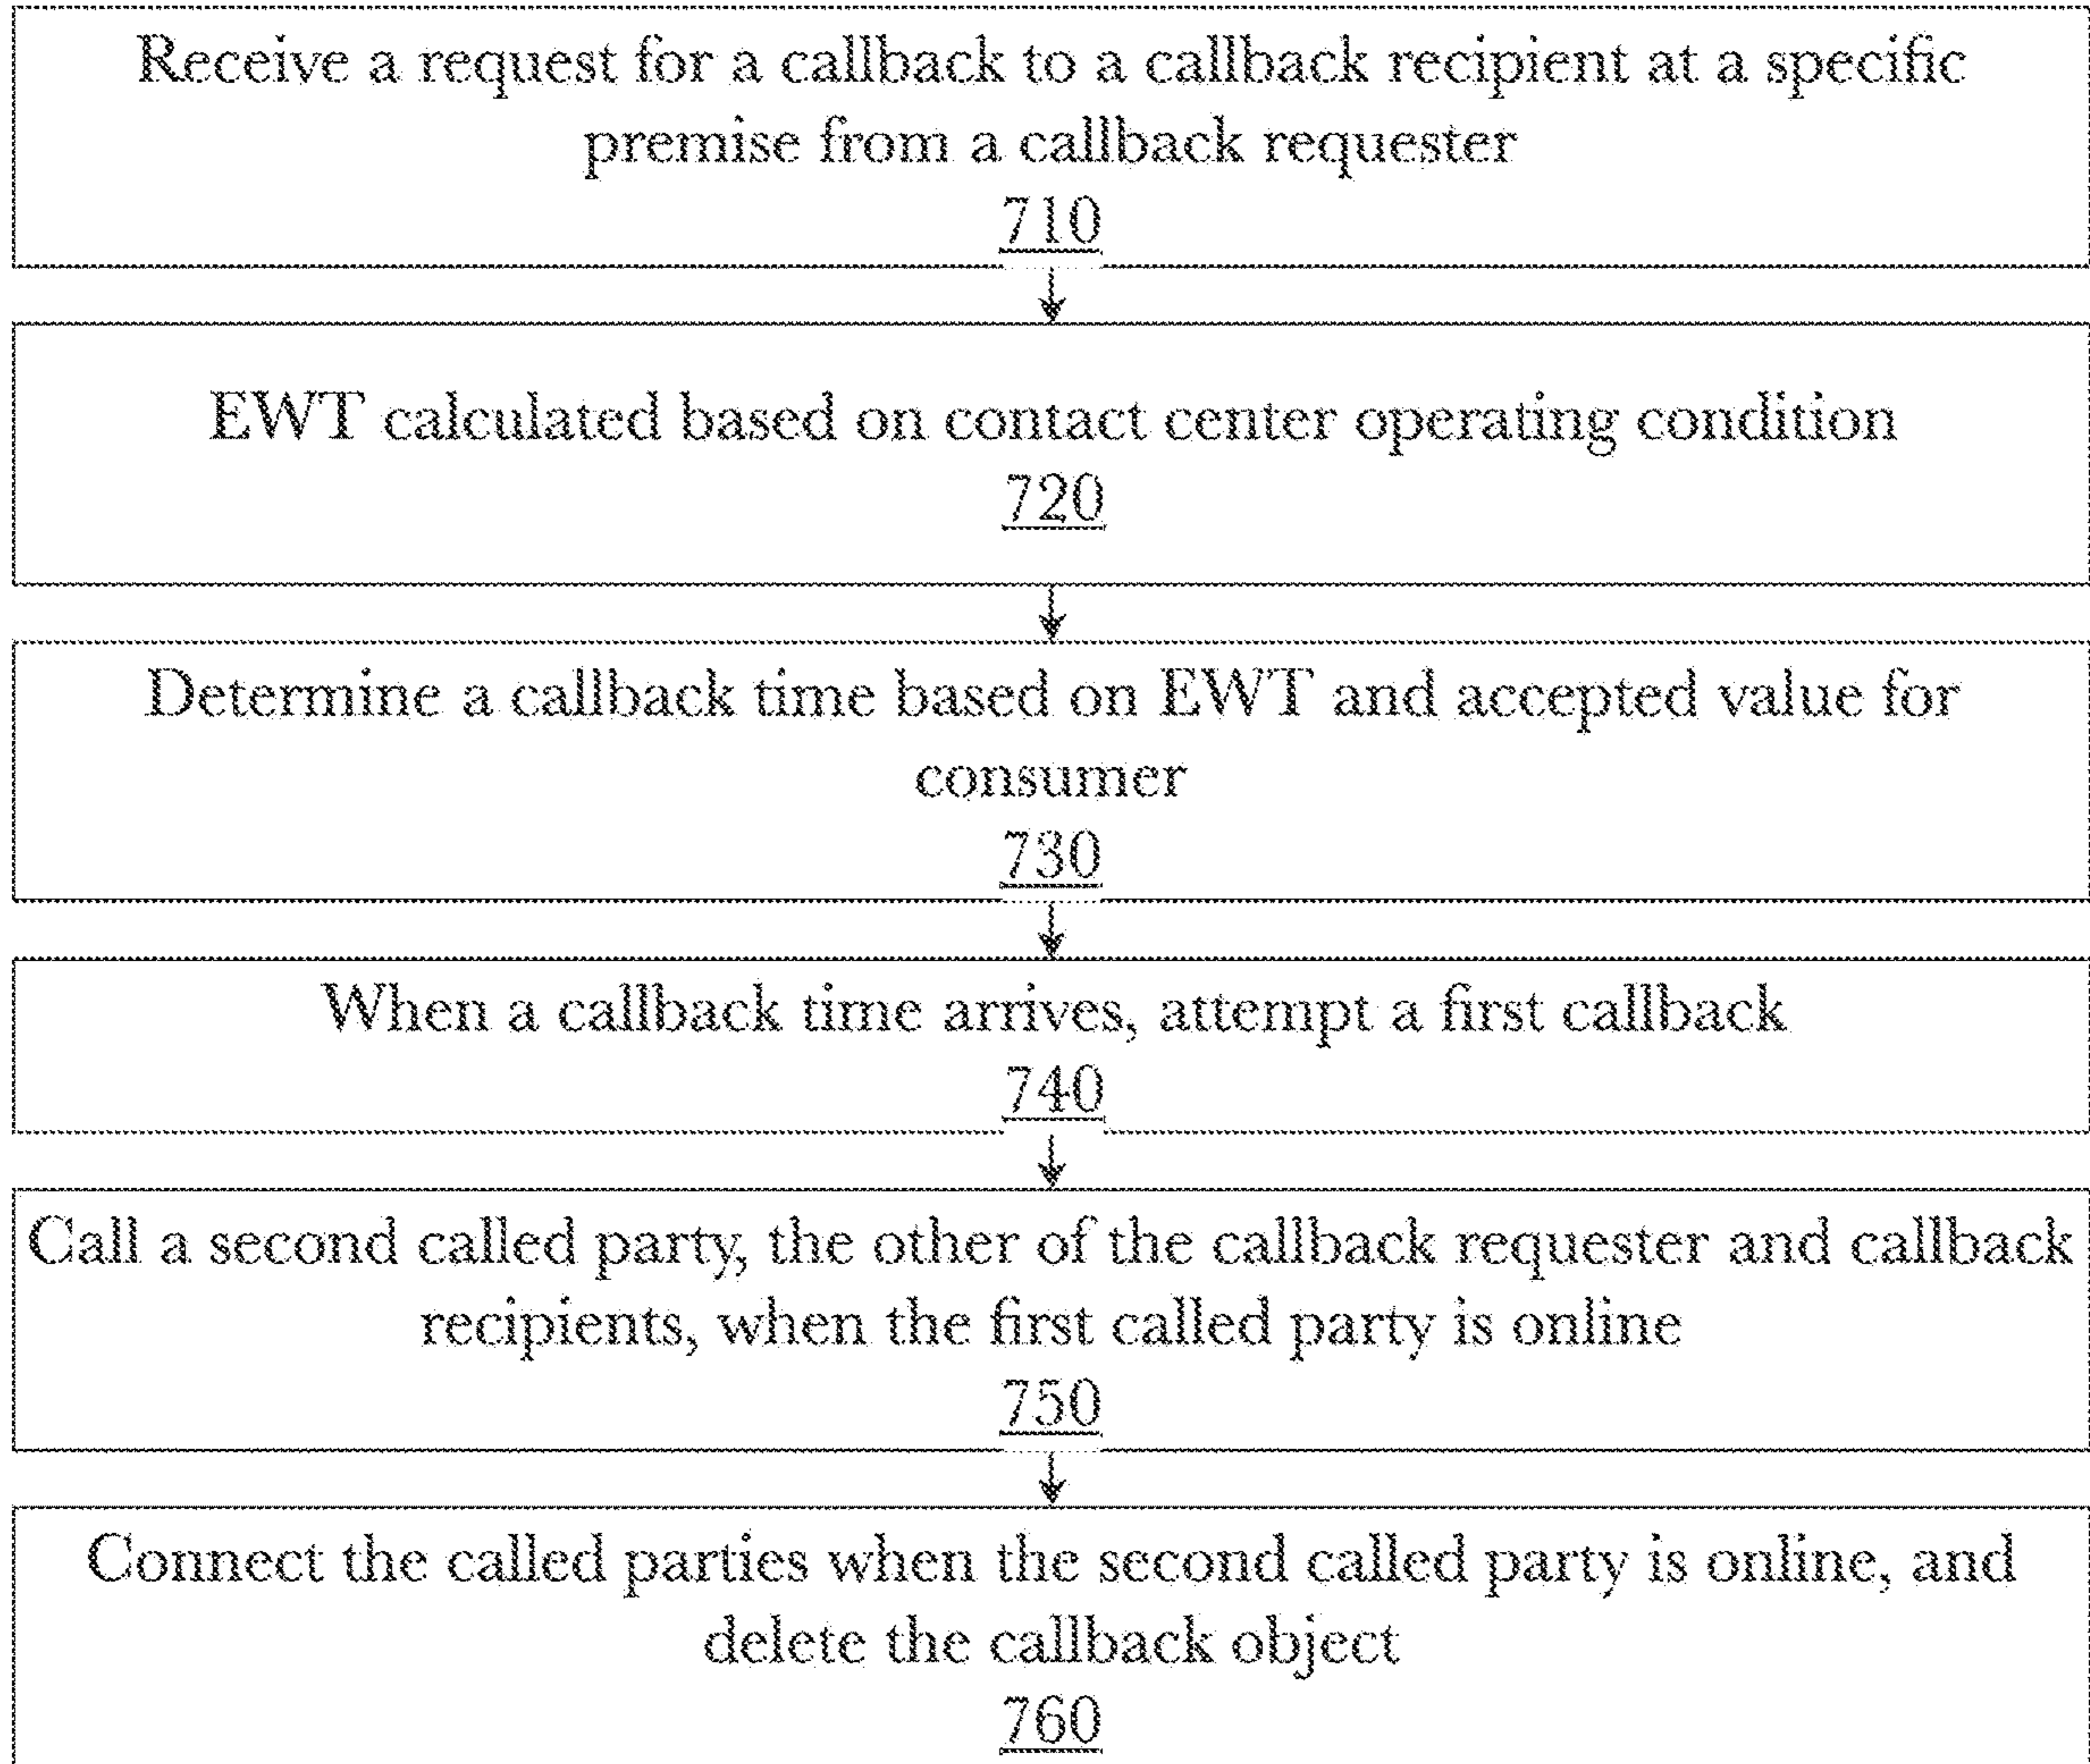 Receive a request for a callback to a callback recipient at a specific
premise from a callback requester
710
EWT calculated based on contact center operating condition
720
Determine a callback time based on EWT and accepted value for
consumer
730
When a callback time arrives, attempt a first callback
740
Call a second called party, the other of the callback requester and callback
recipients, when the first called party is online
750
Connect the called parties when the second called party is online, and
delete the callback object
760